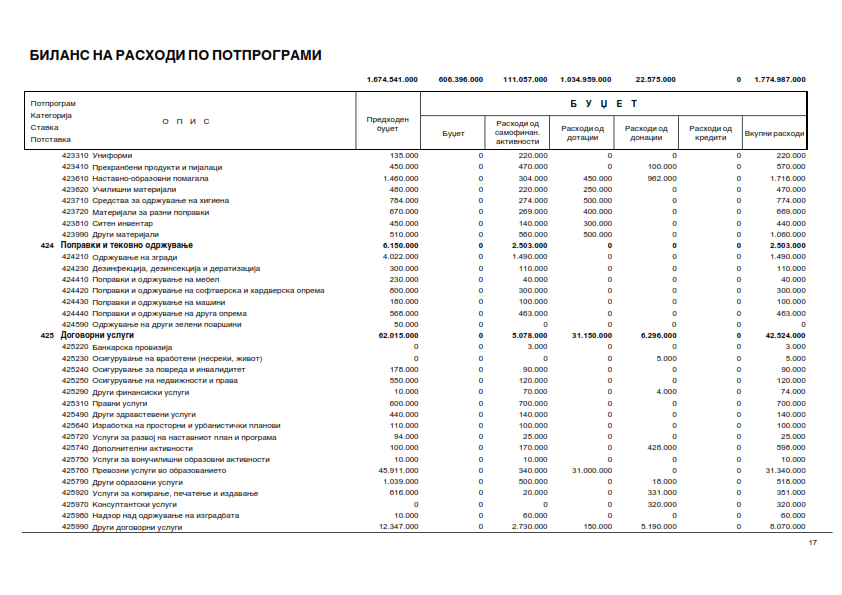 БИЛАНС НА РАСХОДИ ПО ПОТПРОГРАМИ
1.674.541.000 606.396.000 111.057.000 1.034.959.000 22.575.000 0 1.774.987.000
Потпрограм
Категорија
Ставка
Потставка
О П И С
Предходен буџет
Б У Џ Е Т
Буџет
Расходи од самофинан. активности
Расходи од дотации
Расходи од донации
Расходи од кредити
Вкупни расходи
423310 Униформи 135.000 0 220.000 0 0 0 220.000
423410 Прехранбени продукти и пијалаци 450.000 0 470.000 0 100.000 0 570.000
423610 Наставно-образовни помагала 1.460.000 0 304.000 450.000 962.000 0 1.716.000
423620 Училишни материјали 480.000 0 220.000 250.000 0 0 470.000
423710 Средства за одржување на хигиена 784.000 0 274.000 500.000 0 0 774.000
423720 Материјали за разни поправки 670.000 0 269.000 400.000 0 0 669.000
423810 Ситен инвентар 450.000 0 140.000 300.000 0 0 440.000
423990 Други материјали 510.000 0 560.000 500.000 0 0 1.060.000
424 Поправки и тековно одржување 6.150.000 0 2.503.000 0 0 0 2.503.000
424210 Одржување на згради 4.022.000 0 1.490.000 0 0 0 1.490.000
424230 Дезинфекција, дезинсекција и дератизација 300.000 0 110.000 0 0 0 110.000
424410 Поправки и одржување на мебел 230.000 0 40.000 0 0 0 40.000
424420 Поправки и одржување на софтверска и хардверска опрема 800.000 0 300.000 0 0 0 300.000
424430 Поправки и одржување на машини 180.000 0 100.000 0 0 0 100.000
424440 Поправки и одржување на друга опрема 568.000 0 463.000 0 0 0 463.000
424590 Одржување на други зелени површини 50.000 0 0 0 0 0 0
425 Договорни услуги 62.015.000 0 5.078.000 31.150.000 6.296.000 0 42.524.000
425220 Банкарска провизија 0 0 3.000 0 0 0 3.000
425230 Осигурување на вработени (несреќи, живот) 0 0 0 0 5.000 0 5.000
425240 Осигурување за повреда и инвалидитет 178.000 0 90.000 0 0 0 90.000
425250 Осигурување на недвижности и права 550.000 0 120.000 0 0 0 120.000
425290 Други финансиски услуги 10.000 0 70.000 0 4.000 0 74.000
425310 Правни услуги 600.000 0 700.000 0 0 0 700.000
425490 Други здравствени услуги 440.000 0 140.000 0 0 0 140.000
425640 Изработка на просторни и урбанистички планови 110.000 0 100.000 0 0 0 100.000
425720 Услуги за развој на наставниот план и програма 94.000 0 25.000 0 0 0 25.000
425740 Дополнителни активности 100.000 0 170.000 0 428.000 0 598.000
425750 Услуги за вонучилишни образовни активности 10.000 0 10.000 0 0 0 10.000
425760 Превозни услуги во образованието 45.911.000 0 340.000 31.000.000 0 0 31.340.000
425790 Други образовни услуги 1.039.000 0 500.000 0 18.000 0 518.000
425920 Услуги за копирање, печатење и издавање 616.000 0 20.000 0 331.000 0 351.000
425970 Консултантски услуги 0 0 0 0 320.000 0 320.000
425980 Надзор над одржување на изградбата 10.000 0 60.000 0 0 0 60.000
425990 Други договорни услуги 12.347.000 0 2.730.000 150.000 5.190.000 0 8.070.000
17